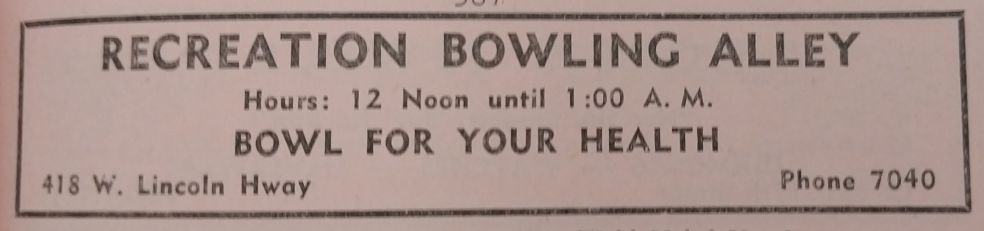 RECREATION BOWLING ALLEY
Hours: 12 Noon until 1:00 A. M.
BOWL FOR YOUR HEALTH
418 W. Lincoln Hway
Phone 7040